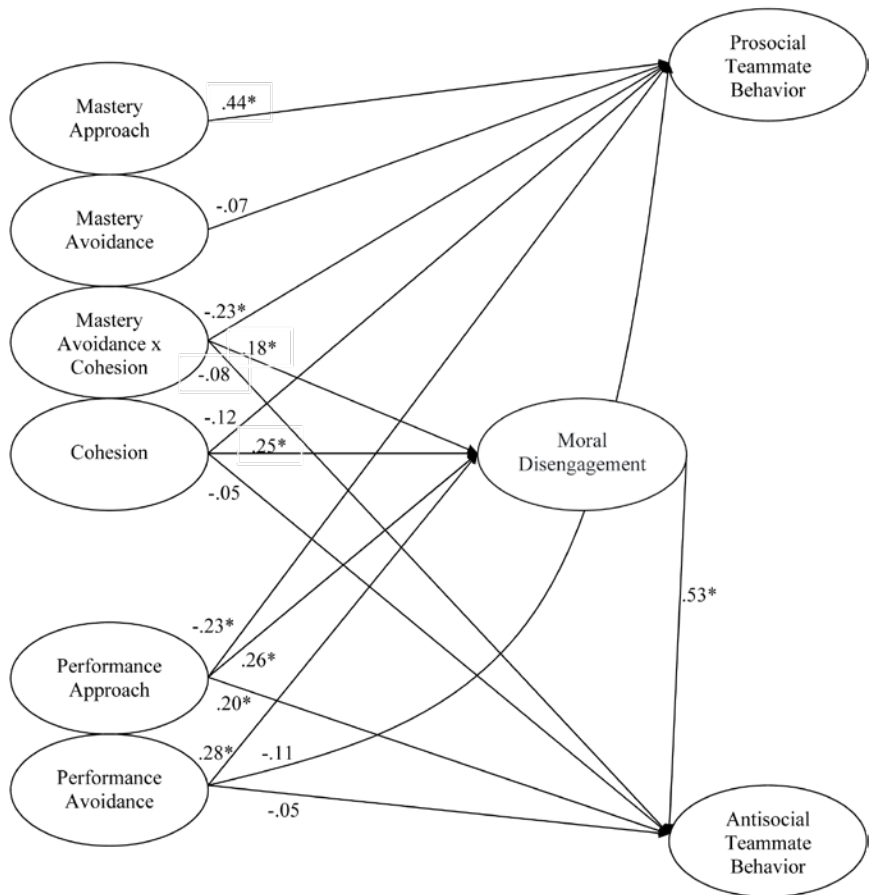 Prosocial
Teammate
Behavior
Mastery
Approach
.44*
Mastery
Avoidance
-.07
Mastery
Avoidance x
Cohesion
-.23*
.18*
-.08
Cohesion
-.12
.25*
-.05
Moral
Disengagement
.53*
Performance
Approach
-.23*
.26*
.20*
Performance
Avoidance
.28*
-.11
-.05
Antisocial
Teammate
Behavior